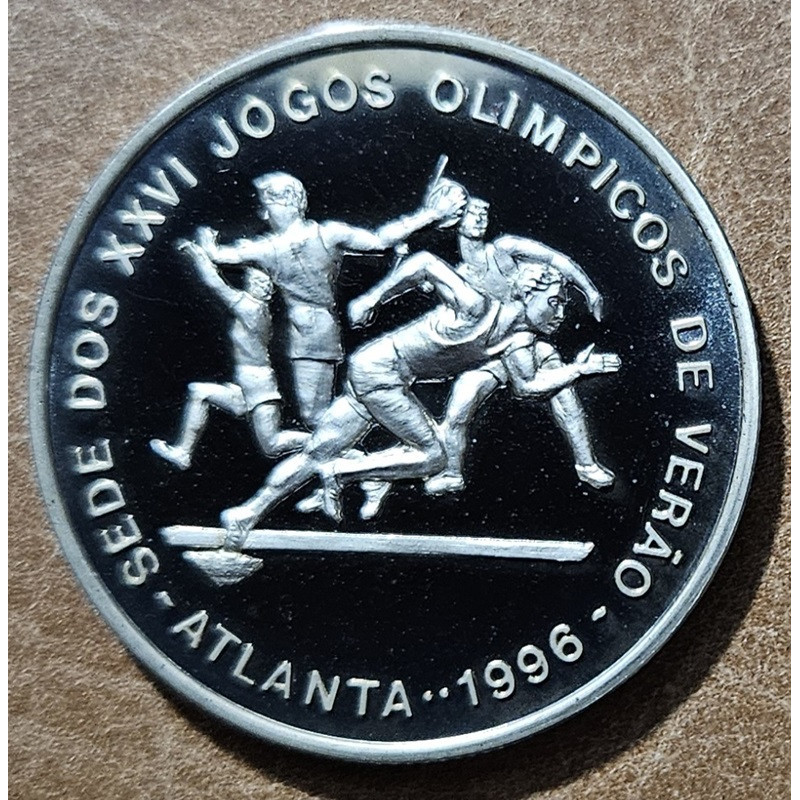 SEDE DOS XXVI JOGOS OLIMPICOS DE VERÃO
- ATLANTA··1996 -